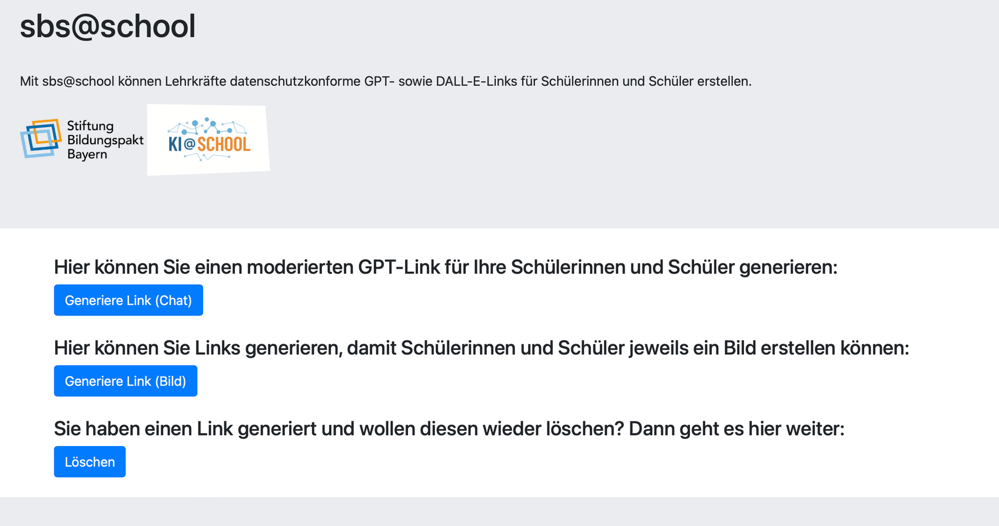 sbs@school
Mit sbs@school können Lehrkräfte datenschutzkonforme GPT- sowie DALL-E-Links für Schülerinnen und Schüler erstellen.
Stiftung
Bildungspakt
Bayern
KI@SCHOOL
Hier können Sie einen moderierten GPT-Link für Ihre Schülerinnen und Schüler generieren:
Generiere Link (Chat)
Hier können Sie Links generieren, damit Schülerinnen und Schüler jeweils ein Bild erstellen können:
Generiere Link (Bild)
Sie haben einen Link generiert und wollen diesen wieder löschen? Dann geht es hier weiter:
Löschen